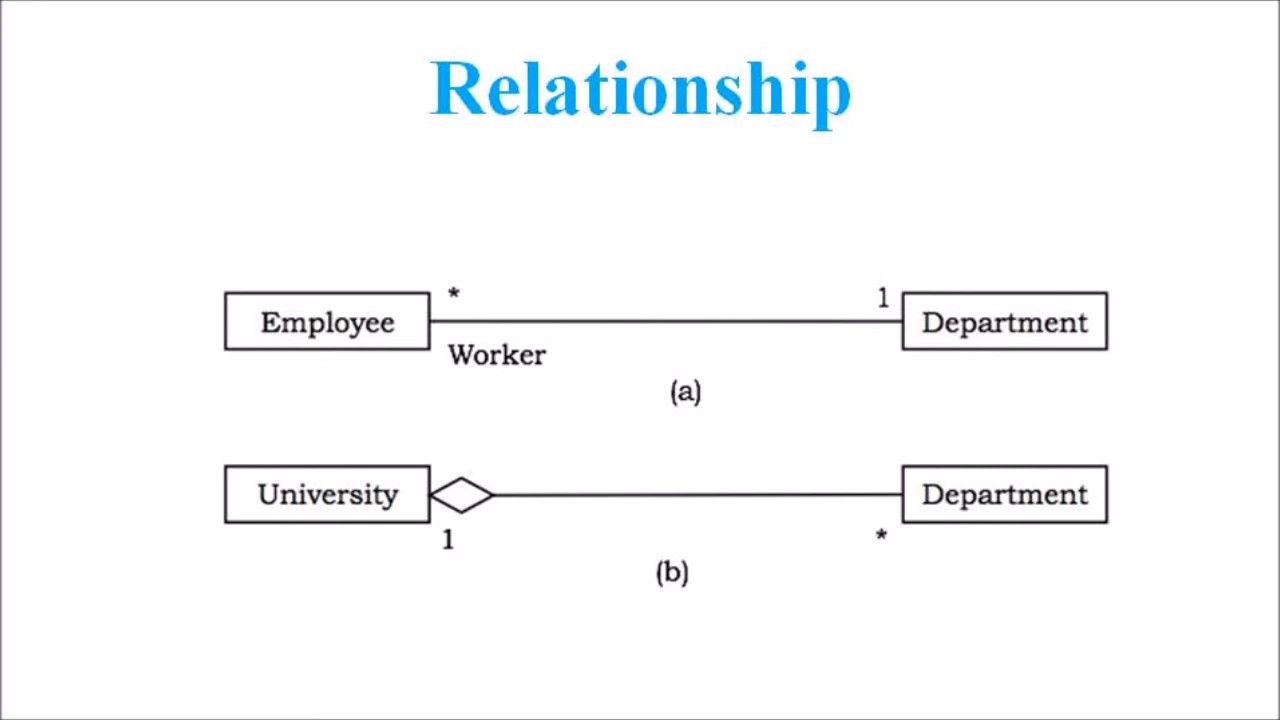 Relationship
* 1
Employee Department
Worker
(a)
University Department
1 *
(b)